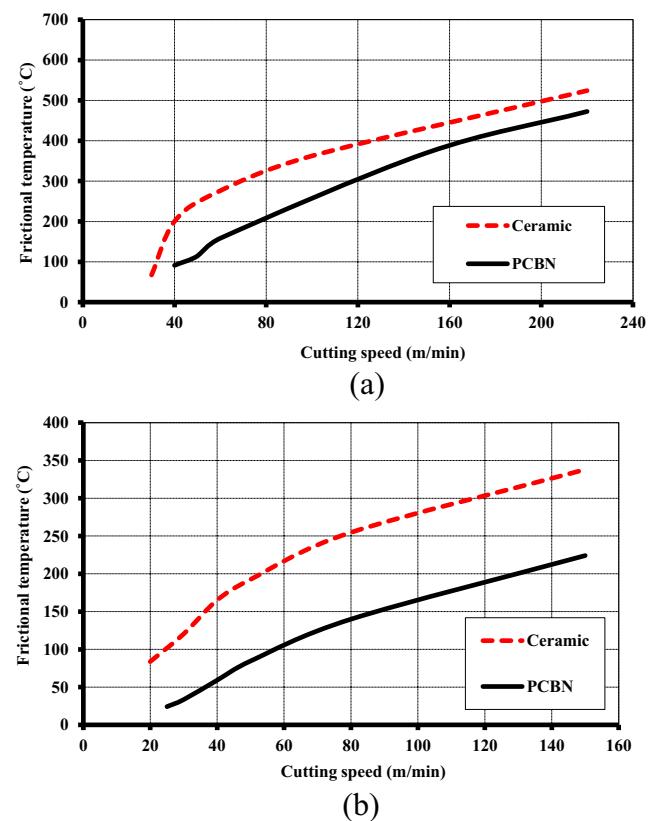 700
600
500
400
300
200
100
0
Frictional temperature (˚C)
Ceramic
PCBN
0 40 80 120 160 200 240
Cutting speed (m/min)
(a)
400
350
300
250
200
150
100
50
0
Frictional temperature (˚C)
Ceramic
PCBN
0 20 40 60 80 100 120 140 160
Cutting speed (m/min)
(b)